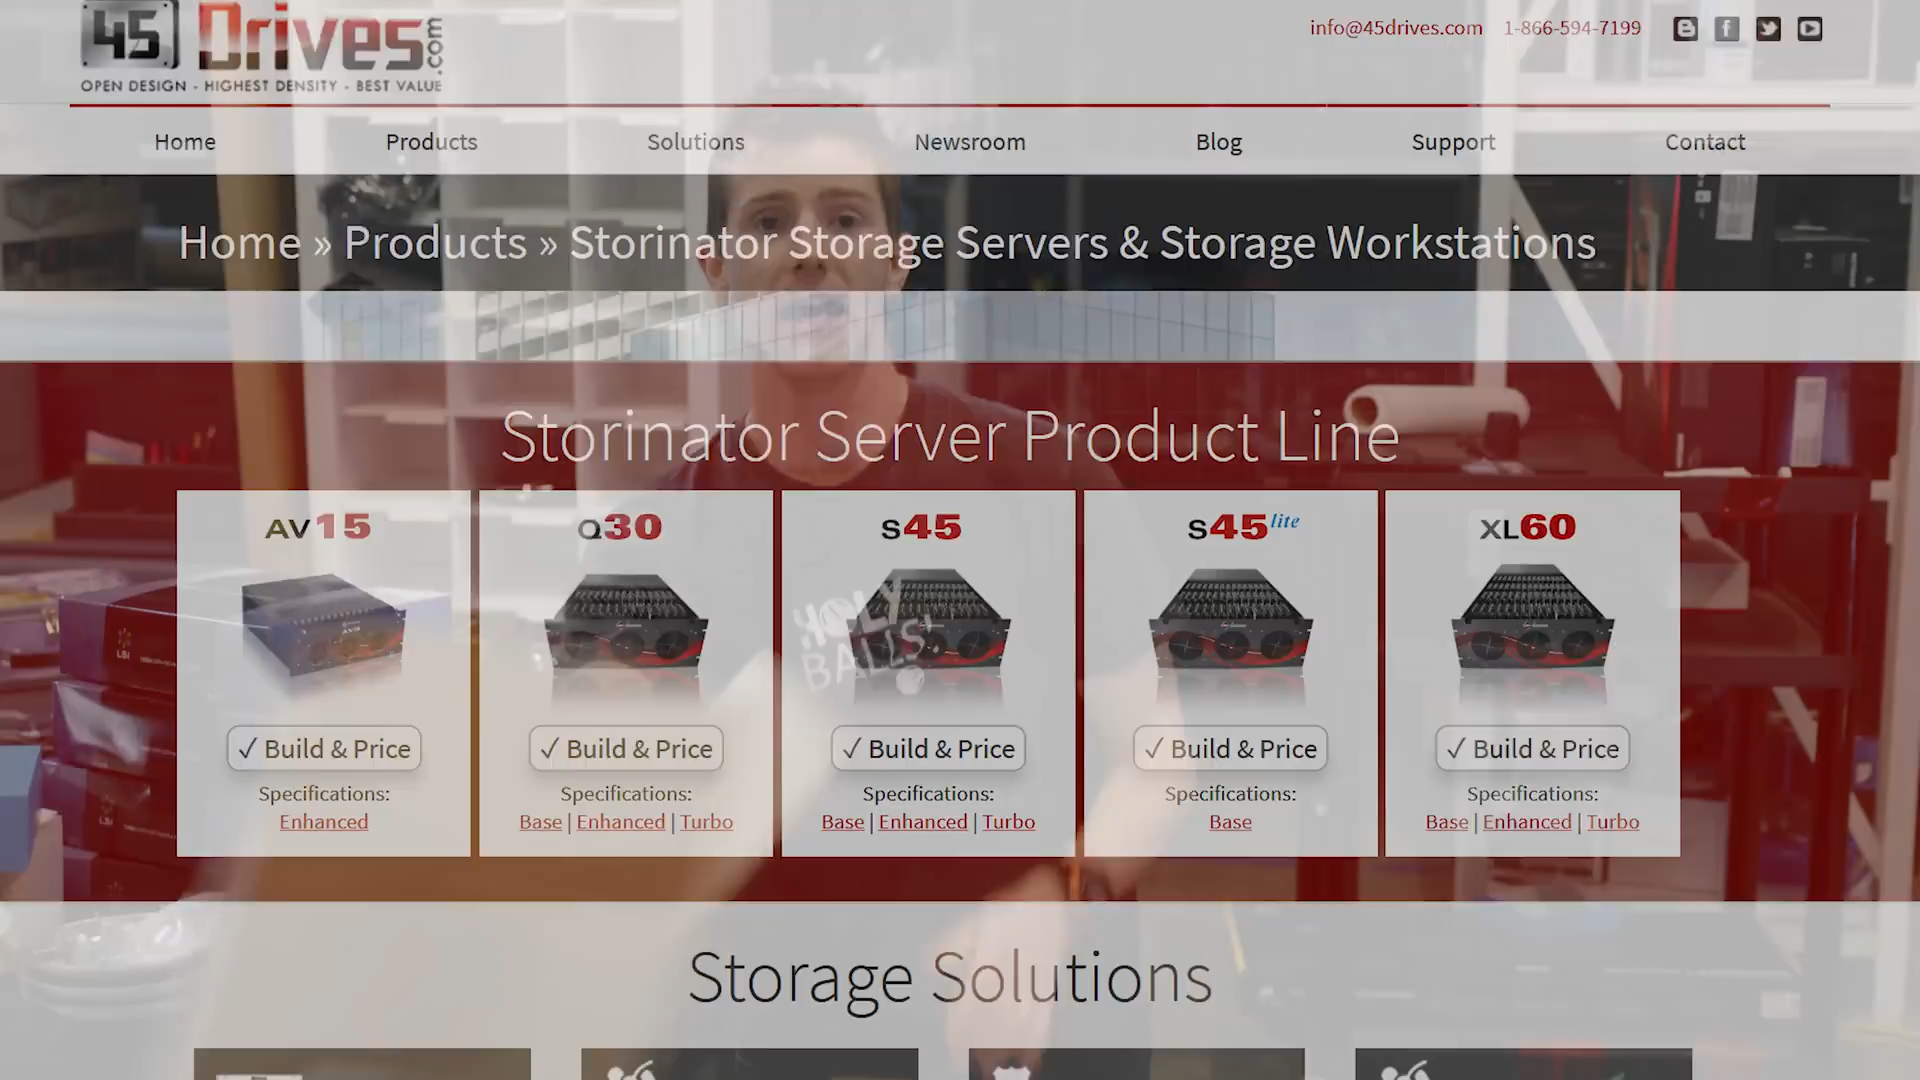 45 Drives.com
OPEN DESIGN - HIGHEST DENSITY - BEST VALUE
info@45drives.com 1-866-594-7199
Home Products Solutions Newsroom Blog Support Contact
Home » Products » Storinator Storage Servers & Storage Workstations
Storinator Server Product Line
AV15 Q30 S45 S45 lite XL60
HOLY
BALLS!
✓ Build & Price ✓ Build & Price ✓ Build & Price ✓ Build & Price ✓ Build & Price
Specifications: Specifications: Specifications: Specifications: Specifications:
Enhanced Base | Enhanced | Turbo Base | Enhanced | Turbo Base Base | Enhanced | Turbo
LSI
LSI
Storage Solutions